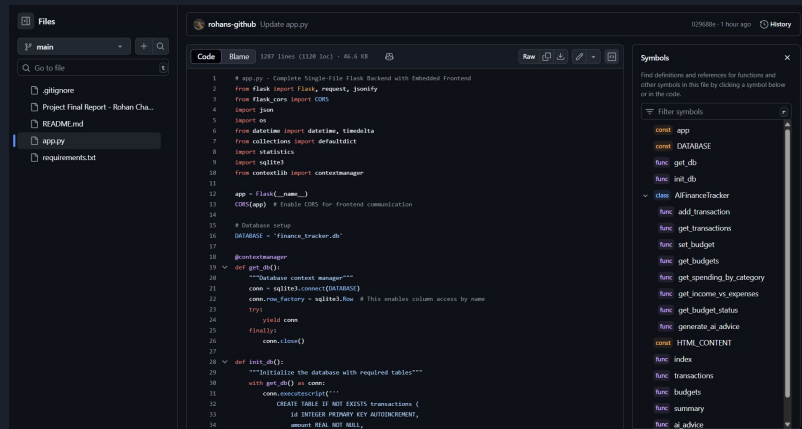 Files
main
Go to file
t
.gitignore
Project Final Report - Rohan Cha...
README.md
app.py
requirements.txt
rohans-github Update app.py
029688e · 1 hour ago
History
Code Blame 1287 lines (1120 loc) · 46.6 KB
Raw
1 # app.py - Complete Single-File Flask Backend with Embedded Frontend
2 from flask import Flask, request, jsonify
3 from flask_cors import CORS
4 import json
5 import os
6 from datetime import datetime, timedelta
7 from collections import defaultdict
8 import statistics
9 import sqlite3
10 from contextlib import contextmanager
11
12 app = Flask(__name__)
13 CORS(app) # Enable CORS for frontend communication
14
15 # Database setup
16 DATABASE = 'finance_tracker.db'
17
18 @contextmanager
19 def get_db():
20 """Database context manager"""
21 conn = sqlite3.connect(DATABASE)
22 conn.row_factory = sqlite3.Row # This enables column access by name
23 try:
24 yield conn
25 finally:
26 conn.close()
27
28 def init_db():
29 """Initialize the database with required tables"""
30 with get_db() as conn:
31 conn.executescript('''
32 CREATE TABLE IF NOT EXISTS transactions (
33 id INTEGER PRIMARY KEY AUTOINCREMENT,
34 amount REAL NOT NULL,
Symbols
Find definitions and references for functions and
other symbols in this file by clicking a symbol below
or in the code.
Filter symbols
r
const app
const DATABASE
func get_db
func init_db
class AIFinanceTracker
func add_transaction
func get_transactions
func set_budget
func get_budgets
func get_spending_by_category
func get_income_vs_expenses
func get_budget_status
func generate_ai_advice
const HTML_CONTENT
func index
func transactions
func budgets
func summary
func ai_advice